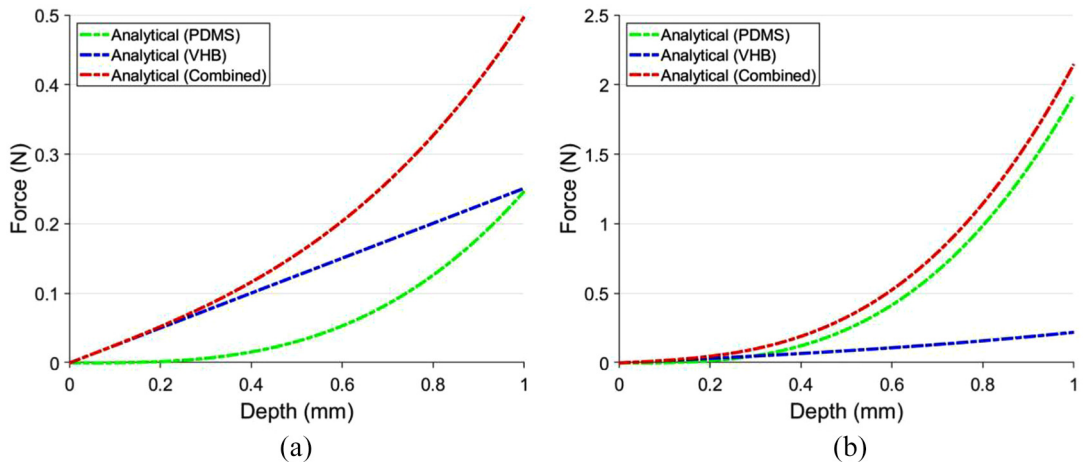 Analytical (PDMS)
Analytical (VHB)
Analytical (Combined)
Force (N)
0.5
0.4
0.3
0.2
0.1
0
0 0.2 0.4 0.6 0.8 1
Depth (mm)
(a)
Analytical (PDMS)
Analytical (VHB)
Analytical (Combined)
Force (N)
2.5
2
1.5
1
0.5
0
0 0.2 0.4 0.6 0.8 1
Depth (mm)
(b)